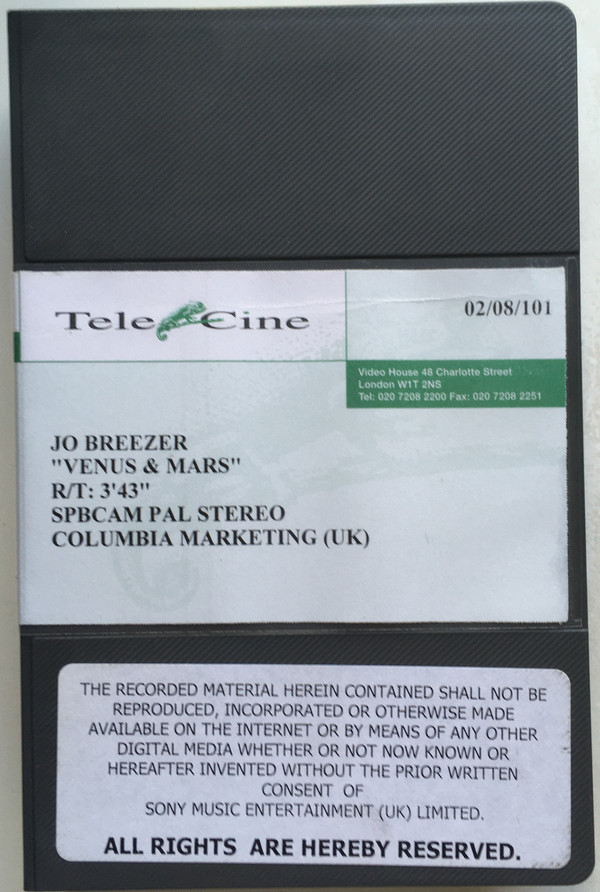 Tele Cine
02/08/101
Video House 48 Charlotte Street
London W1T 2NS
Tel: 020 7208 2200 Fax: 020 7208 2251
JO BREEZER
"VENUS & MARS"
R/T: 3'43"
SPBCAM PAL STEREO
COLUMBIA MARKETING (UK)
THE RECORDED MATERIAL HEREIN CONTAINED SHALL NOT BE
REPRODUCED, INCORPORATED OR OTHERWISE MADE
AVAILABLE ON THE INTERNET OR BY MEANS OF ANY OTHER
DIGITAL MEDIA WHETHER OR NOT NOW KNOWN OR
HEREAFTER INVENTED WITHOUT THE PRIOR WRITTEN
CONSENT OF
SONY MUSIC ENTERTAINMENT (UK) LIMITED.
ALL RIGHTS ARE HEREBY RESERVED.